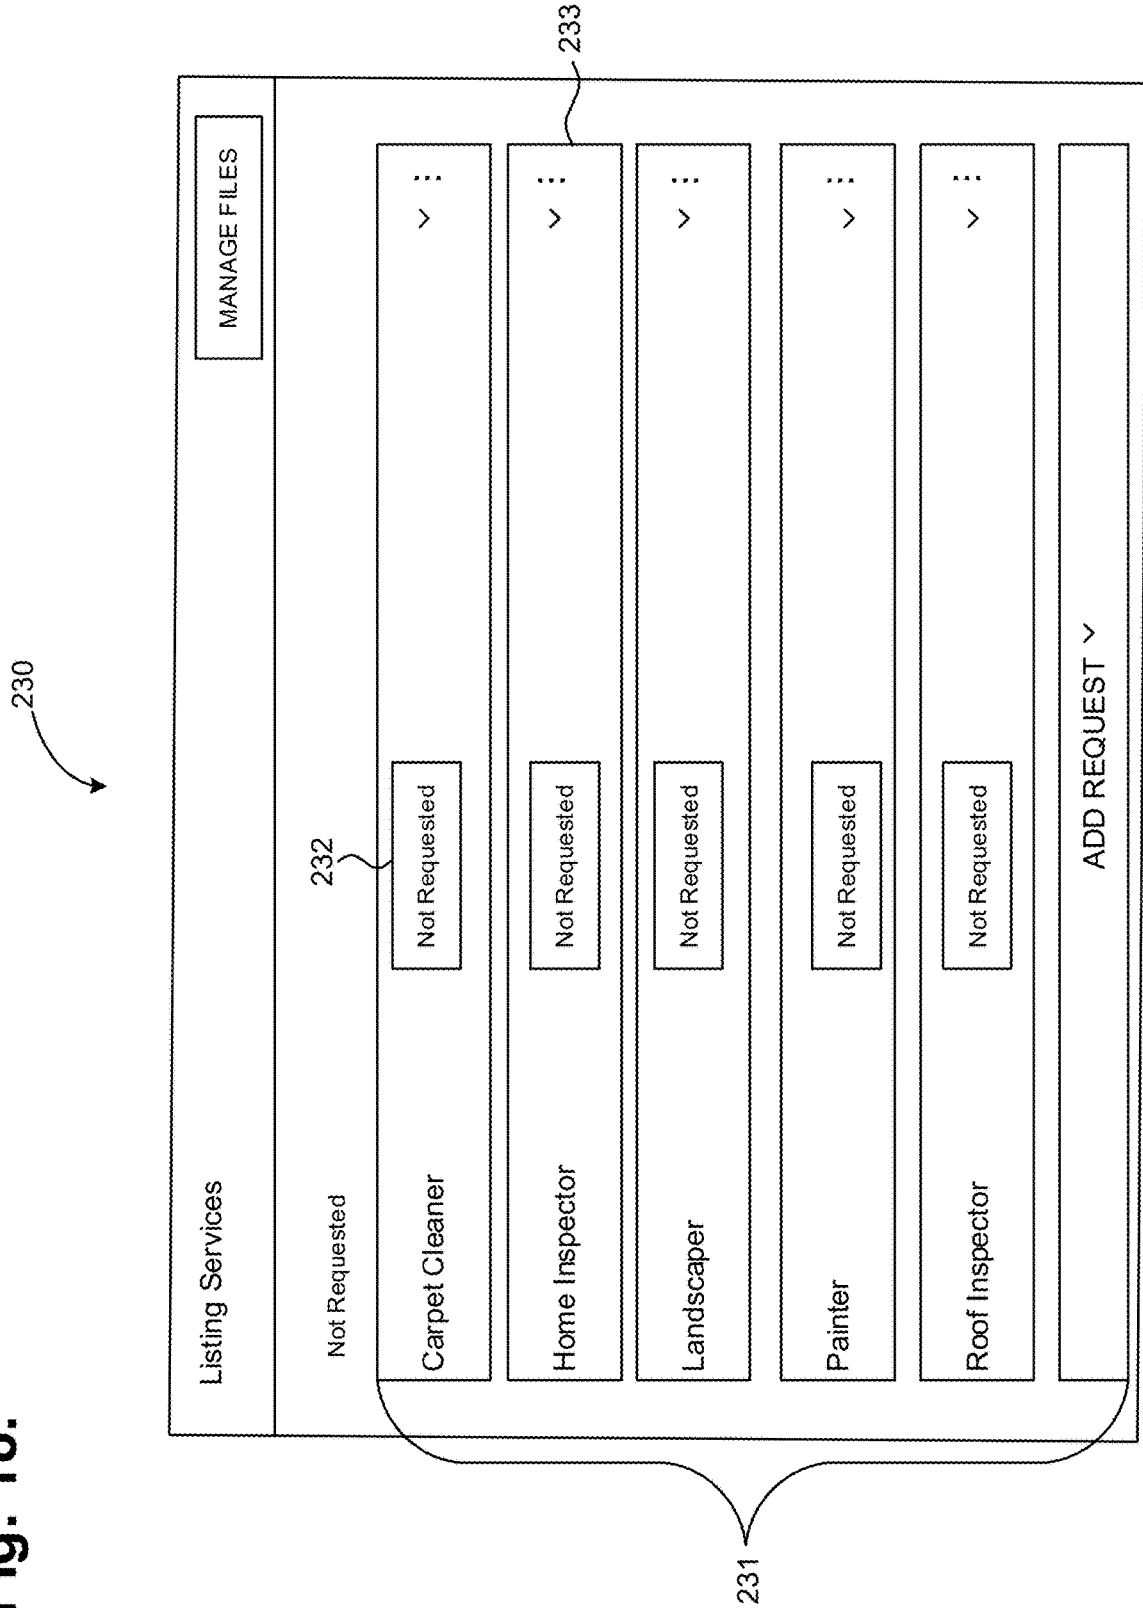 Fig.
230
Listing Services
MANAGE FILES
Not Requested
232
Carpet Cleaner
Not Requested
Home Inspector
Not Requested
233
Landscaper
Not Requested
231
Painter
Not Requested
Roof Inspector
Not Requested
ADD REQUEST